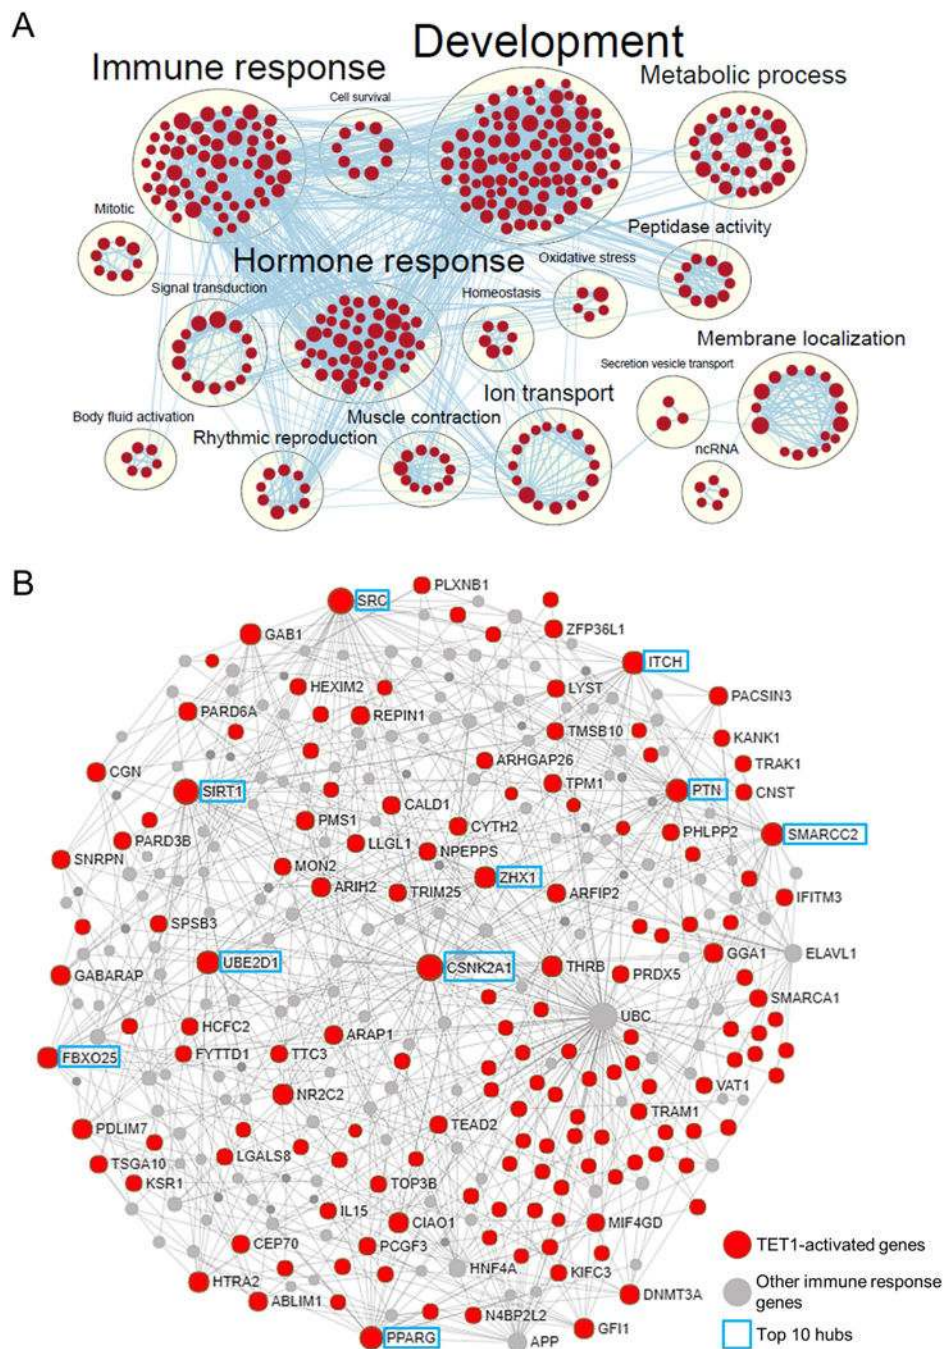 A
Development
Immune response
Metabolic process
Cell survival
Mitotic
Peptidase activity
Hormone response
Oxidative stress
Signal transduction
Homeostasis
Membrane localization
Secretion vesicle transport
Ion transport
Body fluid activation
Muscle contraction
Rhythmic reproduction
ncRNA
B
PLXNB1
SRC
ZFP36L1
GAB1
ITCH
HEXIM2
LYST
PACSIN3
PARD6A
REPIN1
TMSB10
KANK1
ARHGAP26
TRAK1
CGN
TPM1
SIRT1
PTN
CNST
CALD1
PMS1
CYTH2
PHLPP2
SMARCC2
PARD3B
LLGL1
NPEPPS
SNRPN
MON2
ZHX1
ARIH2
TRIM25
ARFIP2
IFITM3
SPSB3
GGA1
ELAVL1
UBE2D1
CSNK2A1
THRB
GABARAP
PRDX5
SMARCA1
UBC
HCFC2
ARAP1
FBXO25
FYTTD1
TTC3
VAT1
NR2C2
TRAM1
PDLIM7
TEAD2
LGALS8
TSGA10
KSR1
TOP3B
IL15
CIAO1
MIF4GD
CEP70
PCGF3
TET1-activated genes
HNF4A
KIFC3
HTRA2
Other immune response
genes
DNMT3A
ABLIM1
N4BP2L2
GFI1
PPARG
APP
Top 10 hubs